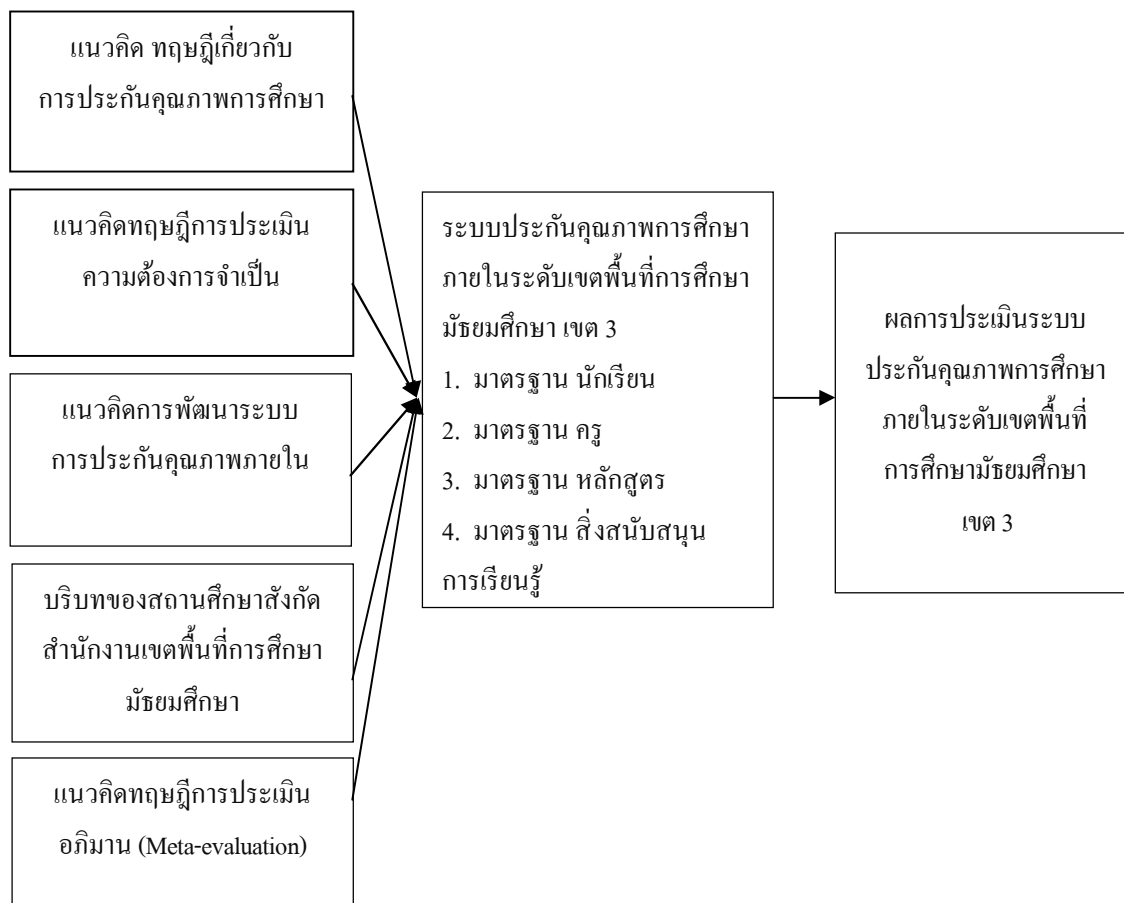 แนวคิด ทฤษฎีเกี่ยวกับ
การประกันคุณภาพการศึกษา
แนวคิดทฤษฎีการประเมิน
ความต้องการจำเป็น
แนวคิดการพัฒนาระบบ
การประกันคุณภาพภายใน
บริบทของสถานศึกษาสังกัด
สำนักงานเขตพื้นที่การศึกษา
มัธยมศึกษา
แนวคิดทฤษฎีการประเมิน
อภิมาน (Meta-evaluation)
ระบบประกันคุณภาพการศึกษา
ภายในระดับเขตพื้นที่การศึกษา
มัธยมศึกษา เขต 3
1. มาตรฐาน นักเรียน
2. มาตรฐาน ครู
3. มาตรฐาน หลักสูตร
4. มาตรฐาน สิ่งสนับสนุน
การเรียนรู้
ผลการประเมินระบบ
ประกันคุณภาพการศึกษา
ภายในระดับเขตพื้นที่
การศึกษามัธยมศึกษา
เขต 3